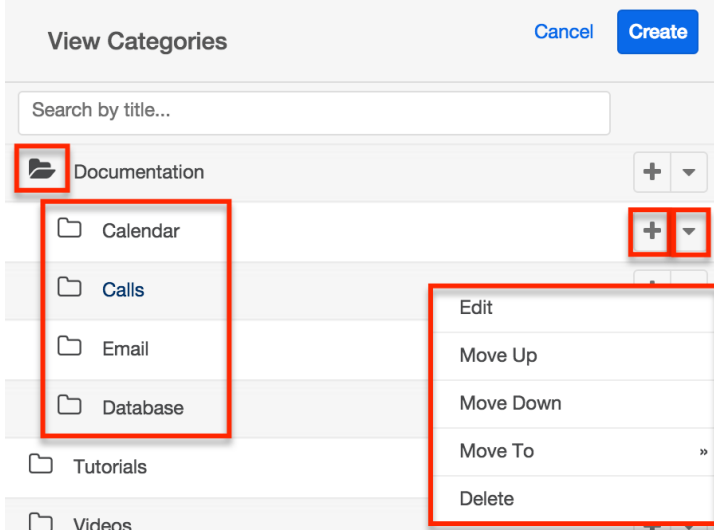 View Categories
Cancel
Create
Search by title...
Documentation
Calendar
Calls
Email
Database
Tutorials
Videos
Edit
Move Up
Move Down
Move To »
Delete